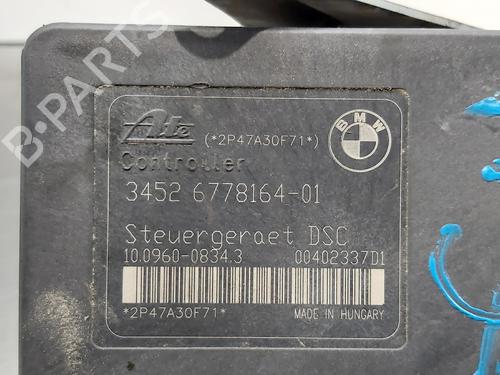 B-PARTS
Ate (*2P47A30F71*) BMW
Controller
3452 6778164-01
Steuergeraet DSC
10.0960-0834.3 00402337D1
*2P47A30F71* MADE IN HUNGARY